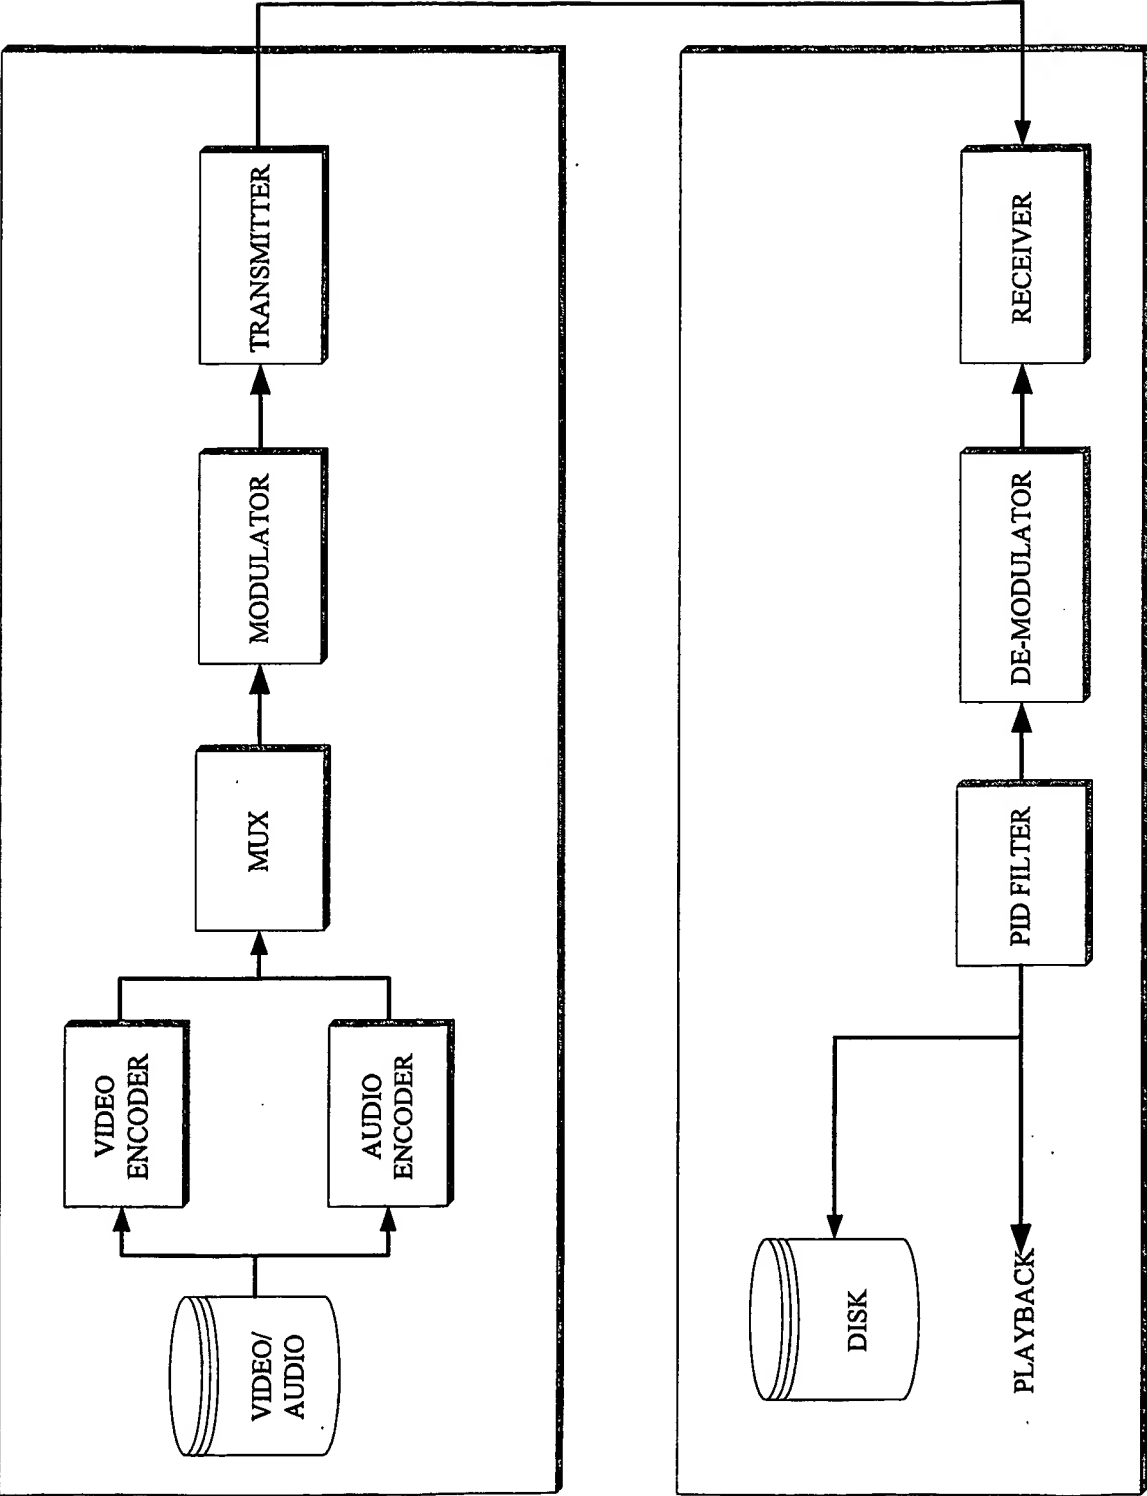 VIDEO/
AUDIO
VIDEO
ENCODER
AUDIO
ENCODER
MUX
MODULATOR
TRANSMITTER
DISK
PLAYBACK
PID FILTER
DE-MODULATOR
RECEIVER